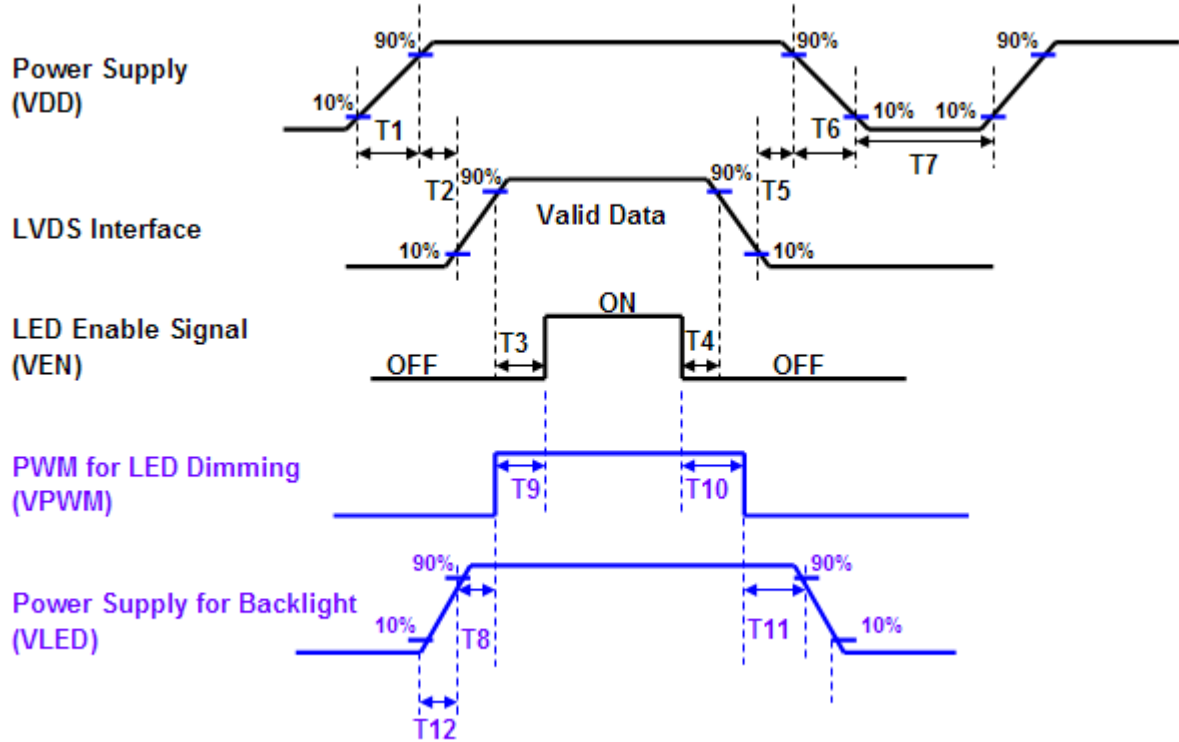 90%
90%
90%
Power Supply
(VDD)
10%
10%
10%
T1
T6
T7
T2
T5
90%
90%
Valid Data
LVDS Interface
10%
10%
ON
LED Enable Signal
(VEN)
T3
T4
OFF
OFF
PWM for LED Dimming
(VPWM)
T9
T10
90%
90%
Power Supply for Backlight
(VLED)
10%
10%
T8
T11
T12